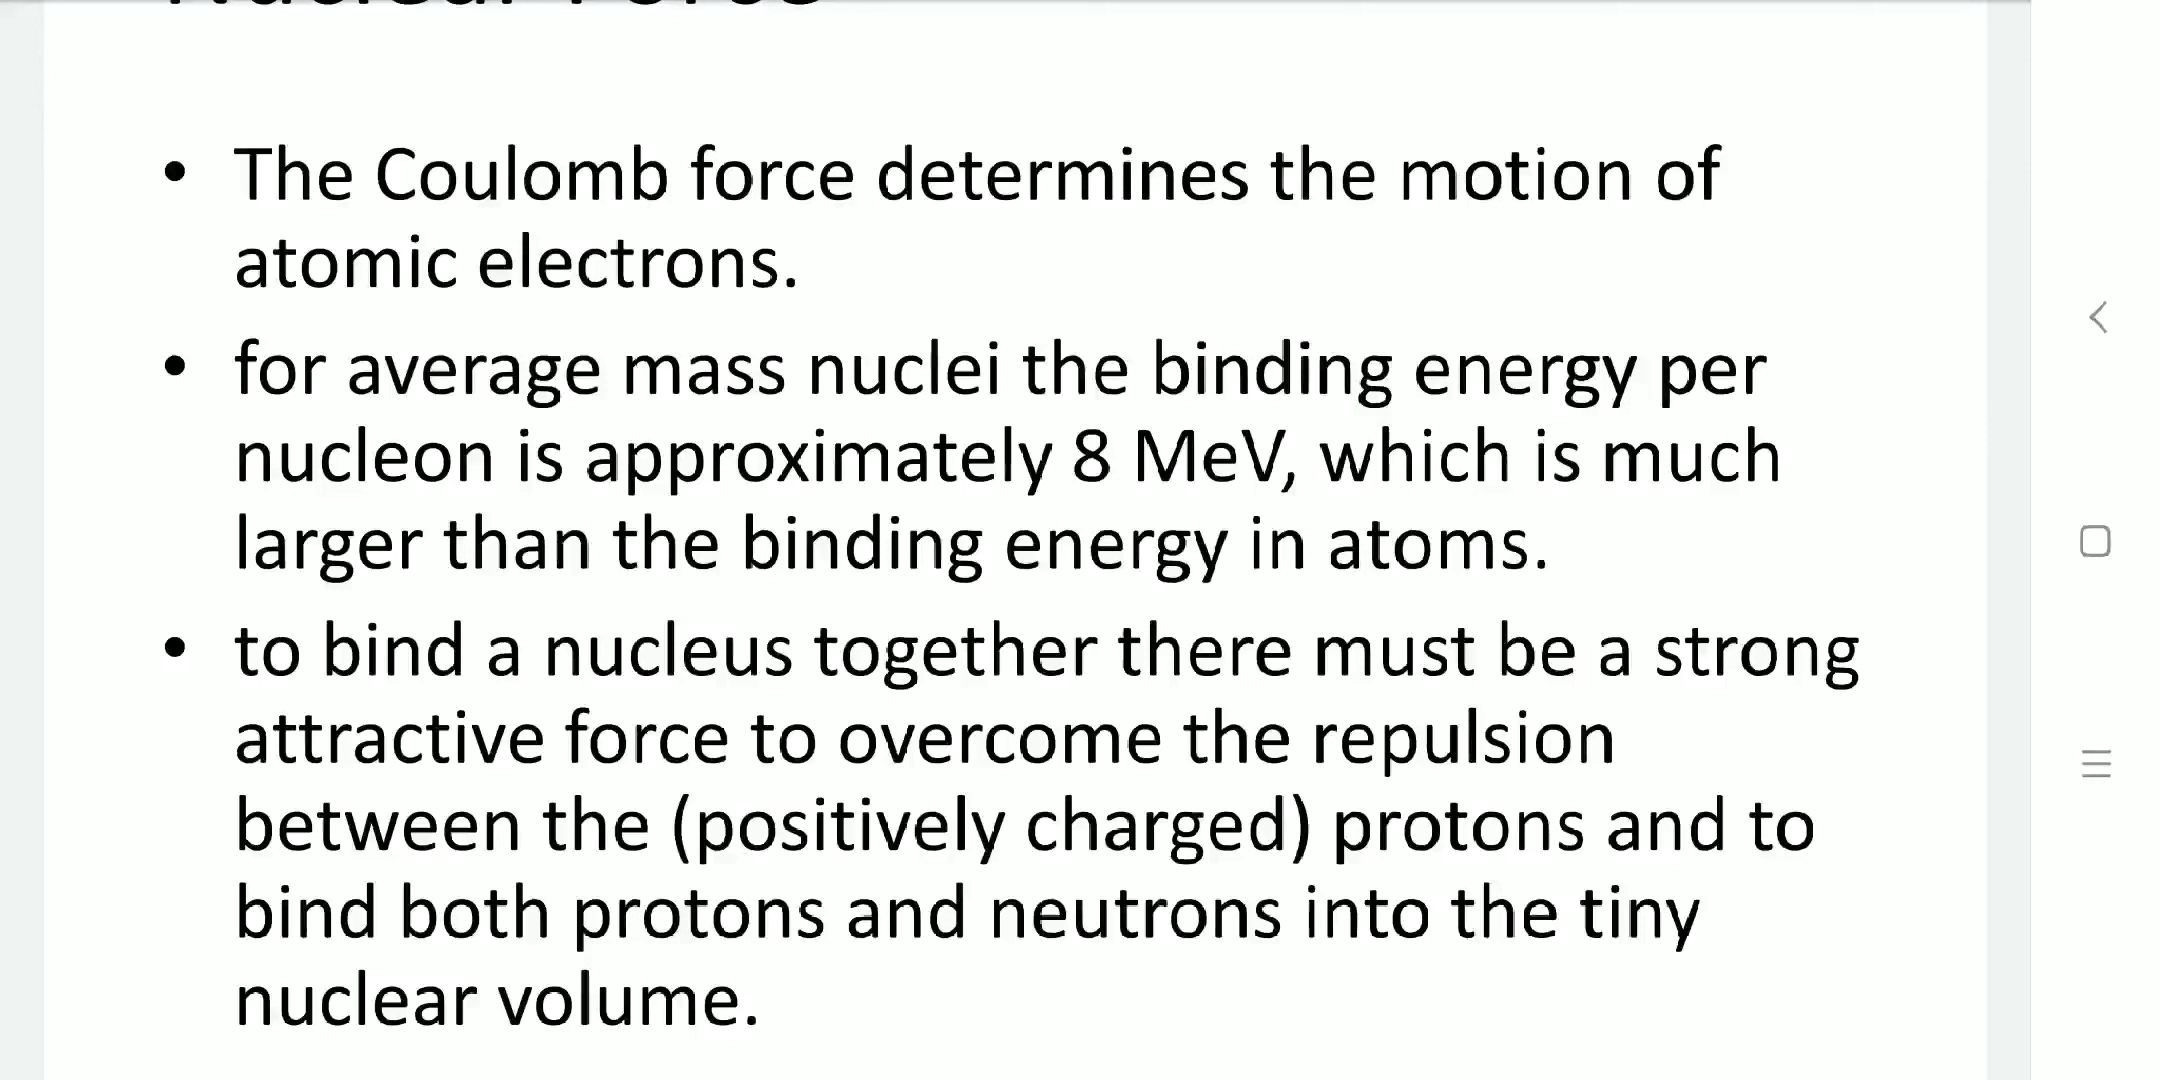 Nuclear Force
• The Coulomb force determines the motion of
atomic electrons.
• for average mass nuclei the binding energy per
nucleon is approximately 8 MeV, which is much
larger than the binding energy in atoms.
• to bind a nucleus together there must be a strong
attractive force to overcome the repulsion
between the (positively charged) protons and to
bind both protons and neutrons into the tiny
nuclear volume.